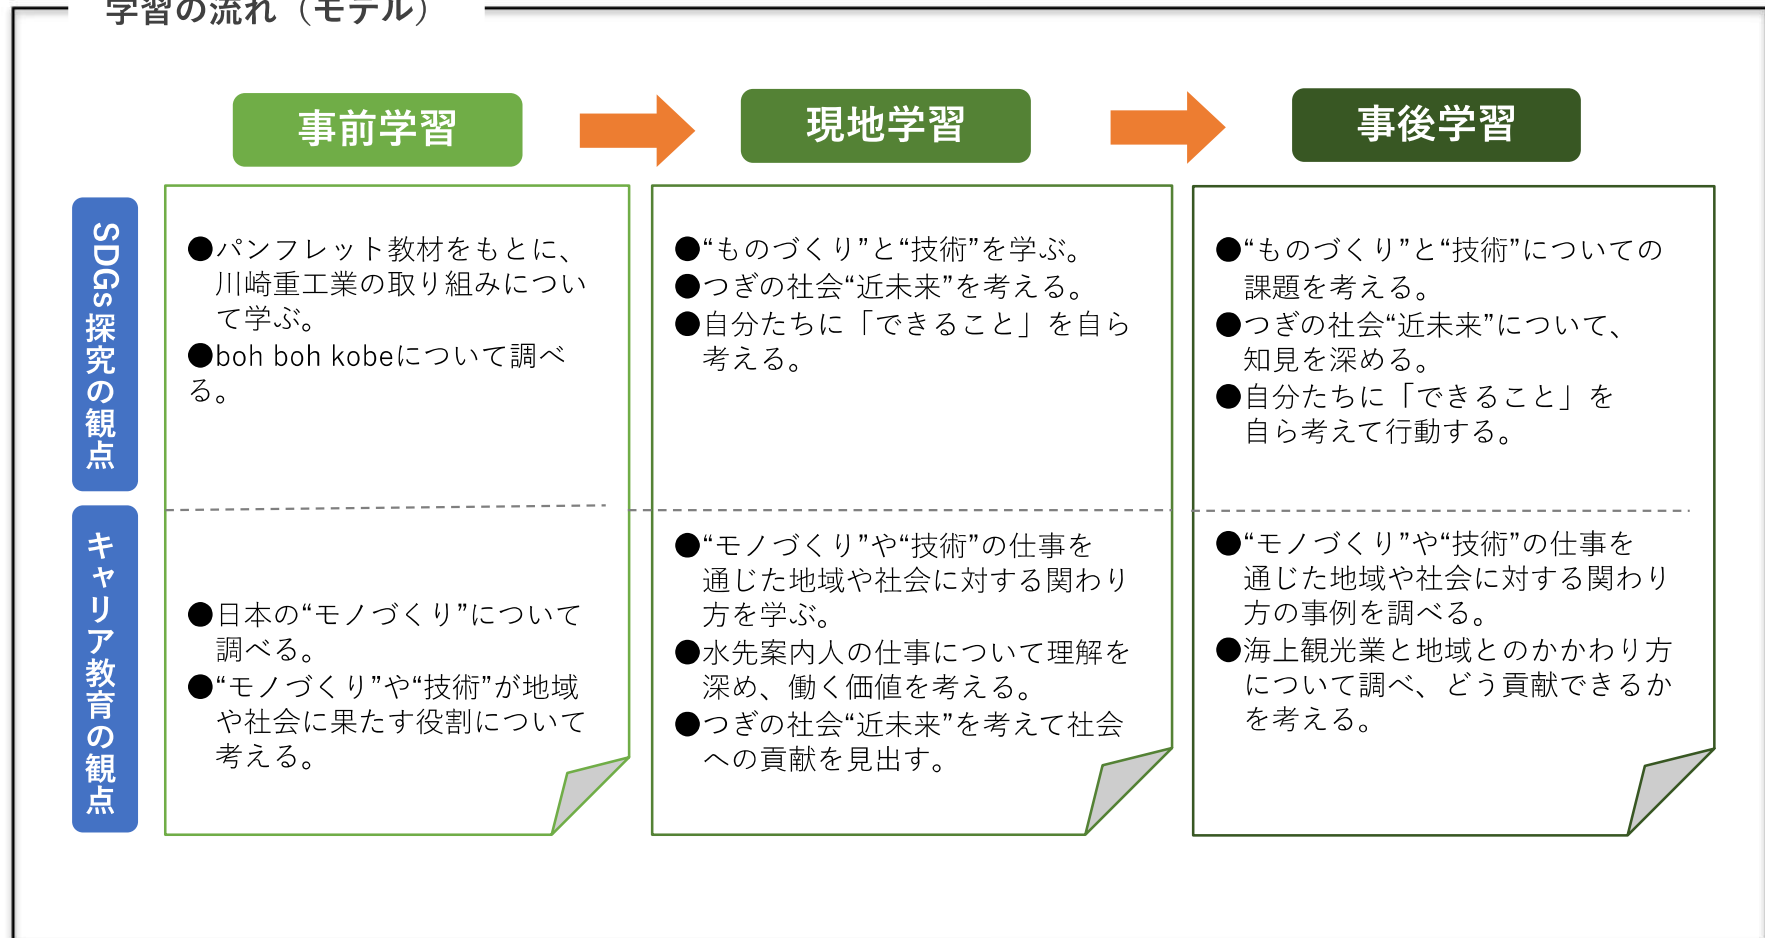 学習の流れ（モデル）
事前学習
現地学習
事後学習
SDGs探究の観点
●パンフレット教材をもとに、
川崎重工業の取り組みについ
て学ぶ。
●boh boh kobeについて調べ
る。
●“ものづくり”と“技術”を学ぶ。
●つぎの社会“近未来”を考える。
●自分たちに「できること」を自ら
考える。
●“ものづくり”と“技術”についての
課題を考える。
●つぎの社会“近未来”について、
知見を深める。
●自分たちに「できること」を
自ら考えて行動する。
キャリア教育の観点
●日本の“モノづくり”について
調べる。
●“モノづくり”や“技術”が地域
や社会に果たす役割について
考える。
●“モノづくり”や“技術”の仕事を
通じた地域や社会に対する関わり
方を学ぶ。
●水先案内人の仕事について理解を
深め、働く価値を考える。
●つぎの社会“近未来”を考えて社会
への貢献を見出す。
●“モノづくり”や“技術”の仕事を
通じた地域や社会に対する関わり
方の事例を調べる。
●海上観光業と地域とのかかわり方
について調べ、どう貢献できるか
を考える。